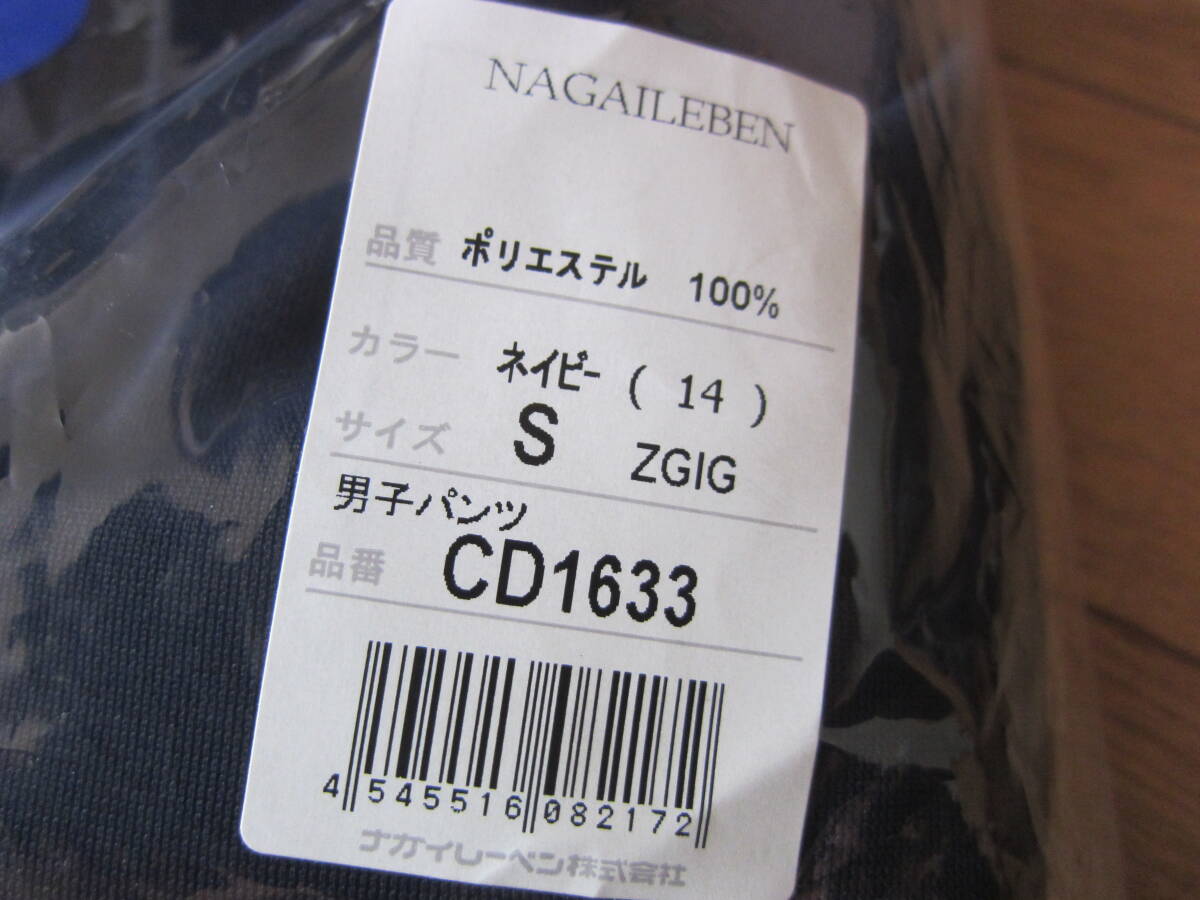 NAGAILEBEN
品質 ポリエステル 100%
カラー ネイビー ( 14 )
サイズ S ZGIG
男子パンツ
品番 CD1633
4 545516 082172
ナガイレーベン株式会社